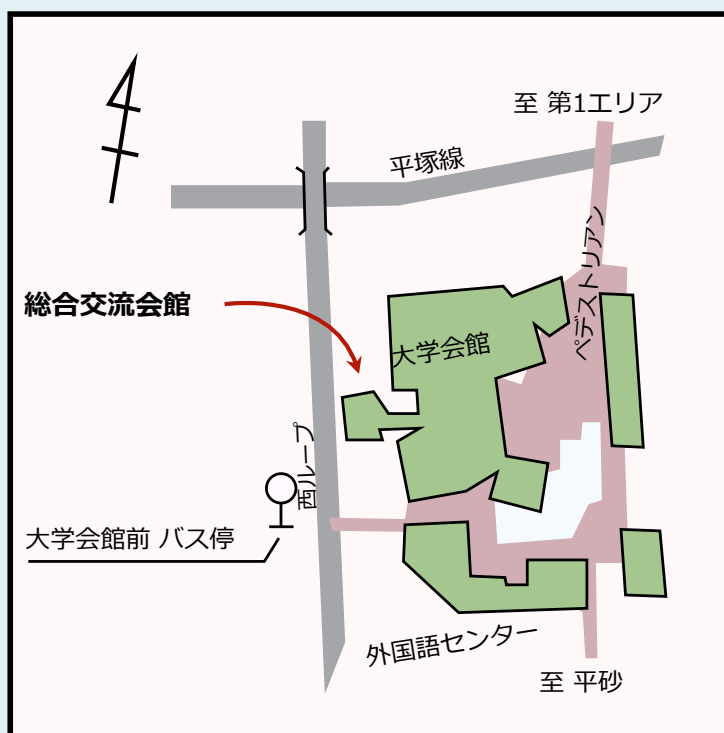 至 第1エリア
平塚線
ペデストリアン
総合交流会館
大学会館
西ループ
大学会館前 バス停
外国語センター
至 平砂